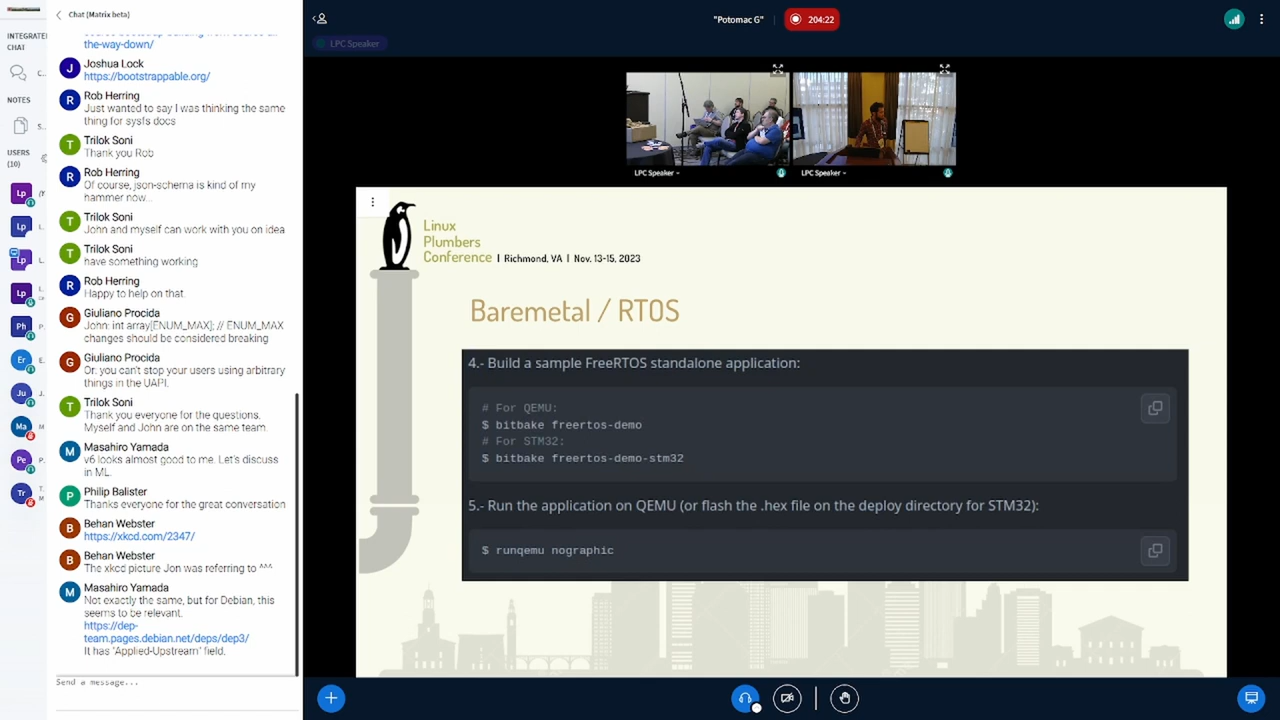 Chat [Matrix beta]
INTEGRATE
CHAT
C..
NOTES
S..
USERS
(10)
the-way-down/
Joshua Lock
https://bootstrappable.org/
Rob Herring
Just wanted to say I was thinking the same
thing for sysfs docs
Trilok Soni
Thank you Rob
Rob Herring
Of course, json-schema is kind of my
hammer now...
Trilok Soni
John and myself can work with you on idea
Trilok Soni
have something working
Rob Herring
Happy to help on that.
Giuliano Procida
John: int array[ENUM_MAX]; // ENUM_MAX
changes should be considered breaking
Giuliano Procida
Or: you can't stop your users using arbitrary
things in the UAPI.
Trilok Soni
Thank you everyone for the questions.
Myself and John are on the same team.
Masahiro Yamada
v6 looks almost good to me. Let's discuss
in ML.
Philip Balister
Thanks everyone for the great conversation
Behan Webster
https://xkcd.com/2347/
Behan Webster
The xkcd picture Jon was referring to ^^^
Masahiro Yamada
Not exactly the same, but for Debian, this
seems to be relevant.
https://dep-
team.pages.debian.net/deps/dep3/
It has 'Applied-Upstream' field.
Send a message...
"Potomac G"
204:22
LPC Speaker
LPC Speaker
LPC Speaker
Linux
Plumbers
Conference | Richmond, VA | Nov. 13-15, 2023
Baremetal / RTOS
4.- Build a sample FreeRTOS standalone application:
# For QEMU:
$ bitbake freertos-demo
# For STM32:
$ bitbake freertos-demo-stm32
5.- Run the application on QEMU (or flash the .hex file on the deploy directory for STM32):
$ runqemu nographic